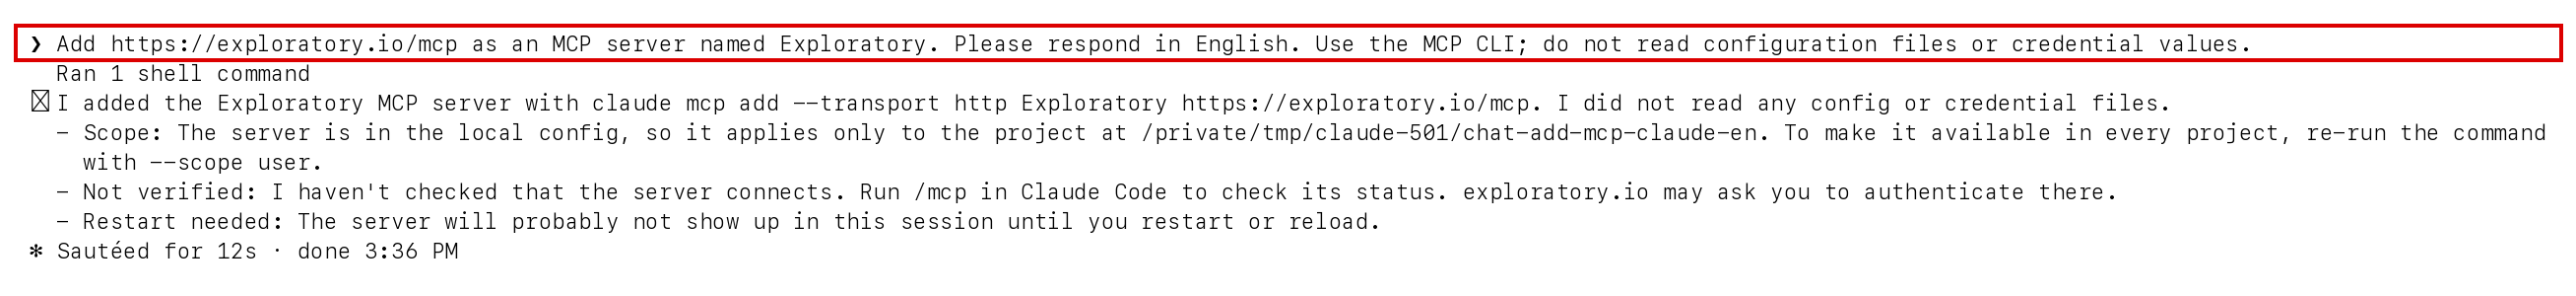 ❯ Add https://exploratory.io/mcp as an MCP server named Exploratory. Please respond in English. Use the MCP CLI; do not read configuration files or credential values.
Ran 1 shell command
I added the Exploratory MCP server with claude mcp add --transport http Exploratory https://exploratory.io/mcp. I did not read any config or credential files.
- Scope: The server is in the local config, so it applies only to the project at /private/tmp/claude-501/chat-add-mcp-claude-en. To make it available in every project, re-run the command
with --scope user.
- Not verified: I haven't checked that the server connects. Run /mcp in Claude Code to check its status. exploratory.io may ask you to authenticate there.
- Restart needed: The server will probably not show up in this session until you restart or reload.
✻ Sautéed for 12s · done 3:36 PM